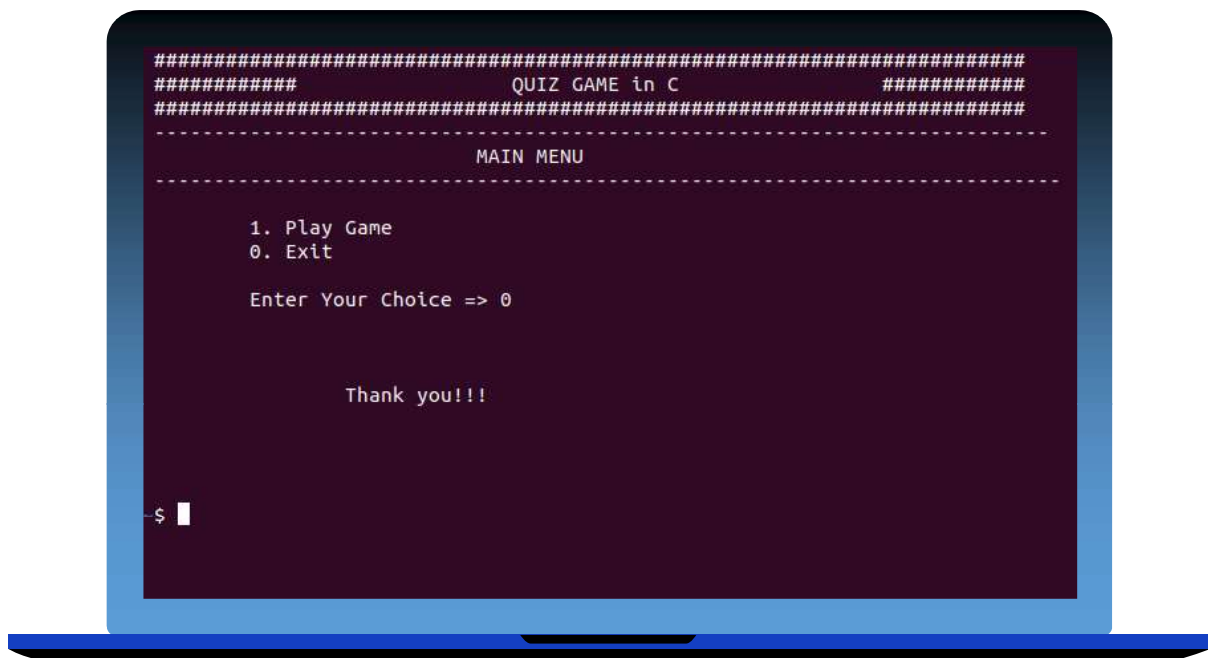 #########################################################################
############                  QUIZ GAME in C                 ############
#########################################################################
---------------------------------------------------------------------------
MAIN MENU
----------------------------------------------------------------------------
1. Play Game
0. Exit
Enter Your Choice => 0
Thank you!!!
~$